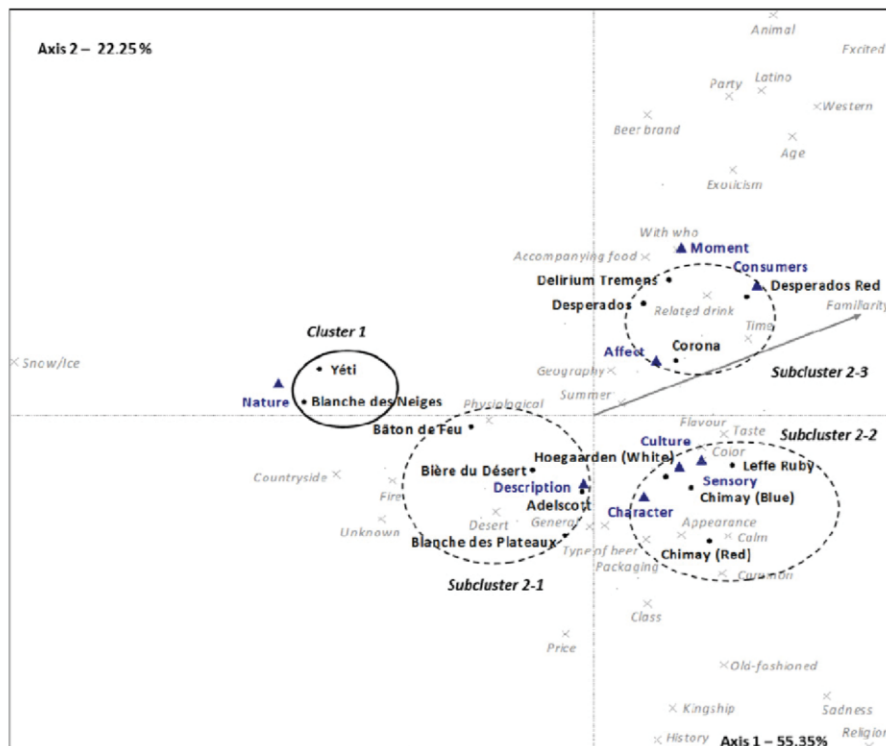 Animal
Axis 2 – 22.25 %
Excited
Party
Latino
Western
Beer brand
Age
Exoticism
With who
Moment
Accompanying food
Consumers
Delirium Tremens
Desperados Red
Desperados
Related drink
Familiarity
Cluster 1
Time
Corona
Affect
Snow/Ice
Yéti
Geography
Subcluster 2-3
Nature
Blanche des Neiges
Summer
Physiological
Bâton de Feu
Flavour
Taste
Subcluster 2-2
Culture
Hoegaarden (White)
Color
Leffe Ruby
Bière du Désert
Countryside
Sensory
Fire
Description
Chimay (Blue)
Adelscott
Character
Unknown
Desert
General
Appearance
Calm
Blanche des Plateaux
Type of beer
Chimay (Red)
Packaging
Common
Subcluster 2-1
Class
Price
Old-fashioned
Kingship
Sadness
History
Axis 1 – 55.35%
Religion